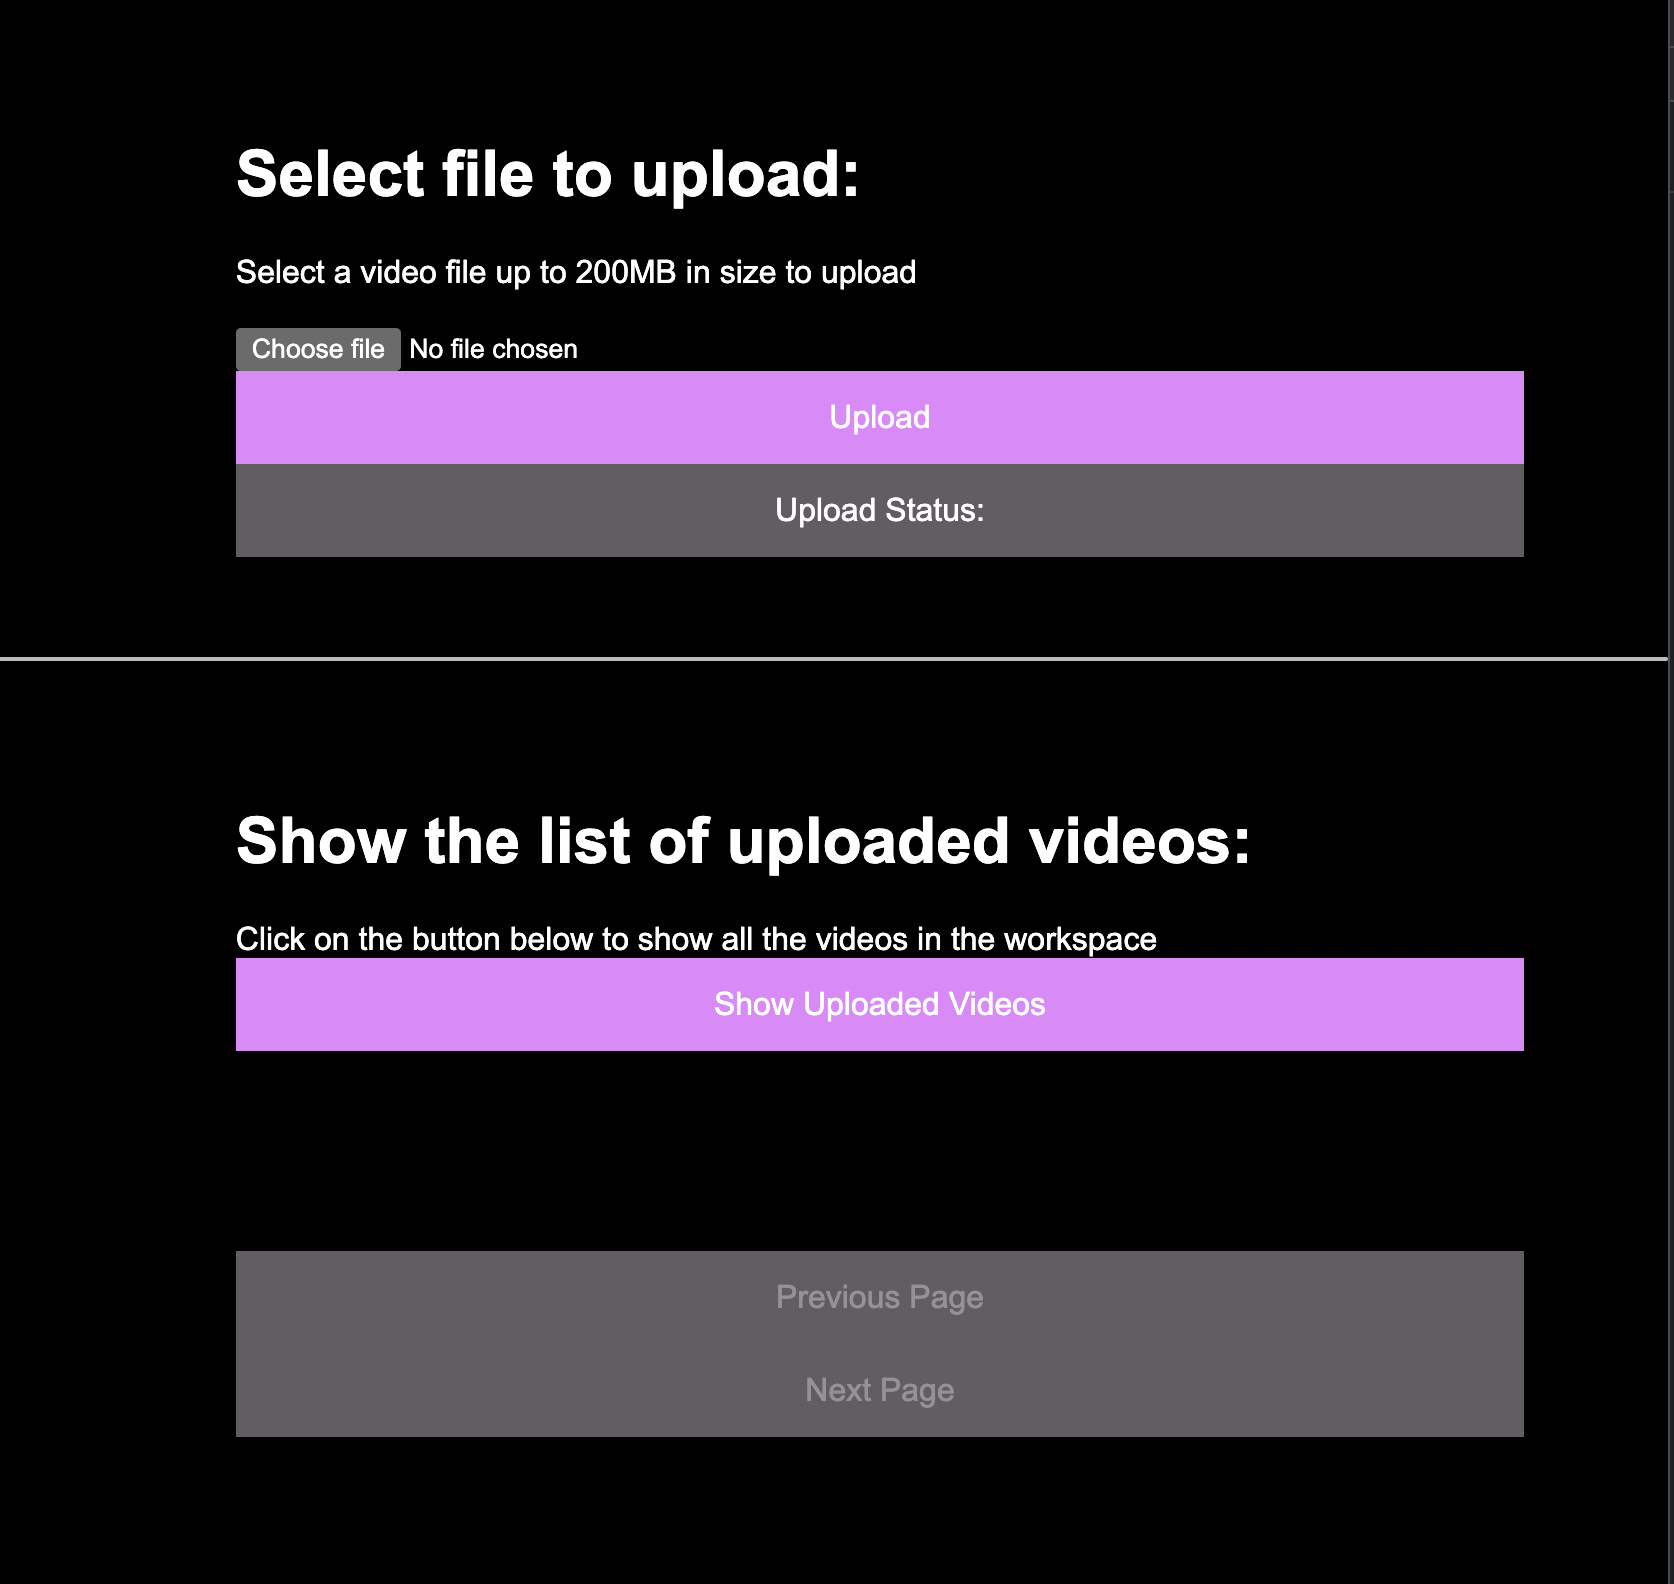 Select file to upload:
Select a video file up to 200MB in size to upload
Choose file No file chosen
Upload
Upload Status:
Show the list of uploaded videos:
Click on the button below to show all the videos in the workspace
Show Uploaded Videos
Previous Page
Next Page